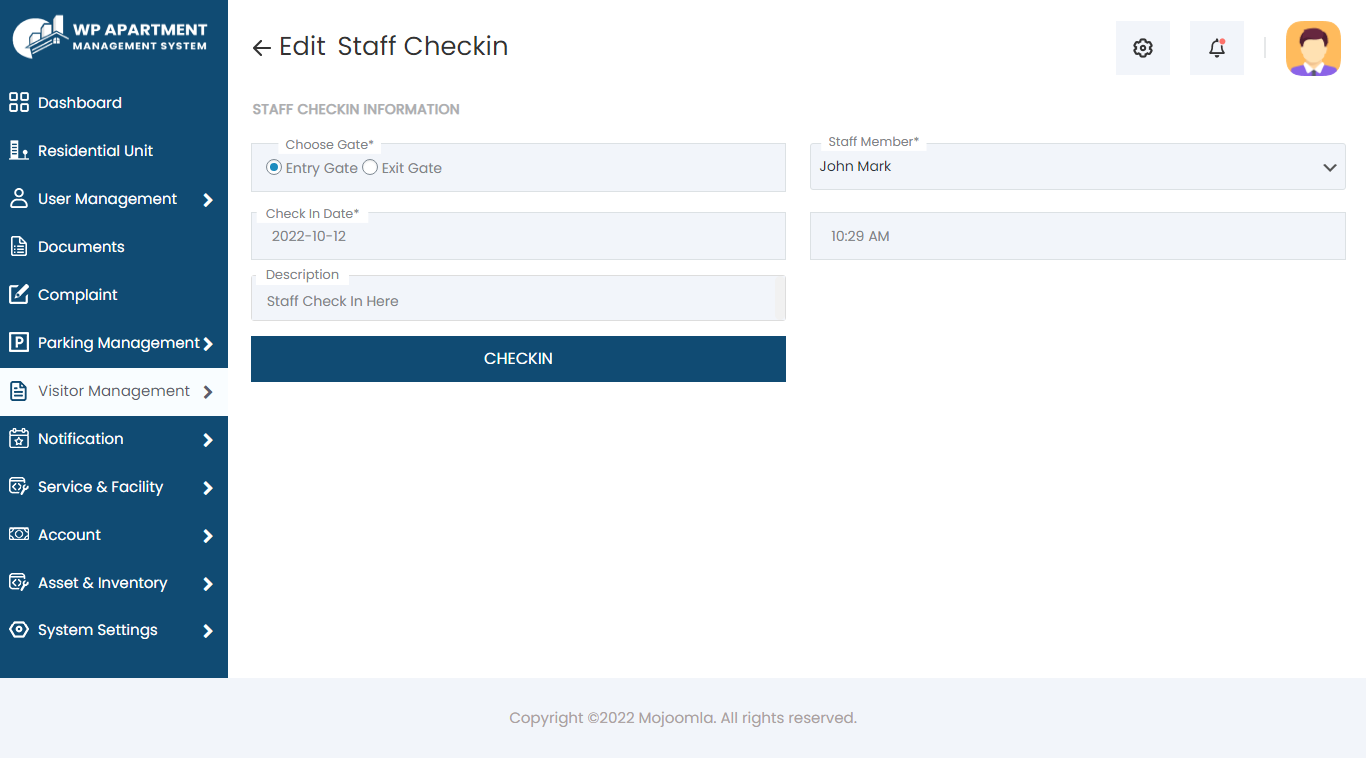 WP APARTMENT
MANAGEMENT SYSTEM
Dashboard
Residential Unit
User Management
Documents
Complaint
Parking Management
Visitor Management
Notification
Service & Facility
Account
Asset & Inventory
System Settings
Edit Staff Checkin
STAFF CHECKIN INFORMATION
Choose Gate*
Entry Gate Exit Gate
Staff Member*
John Mark
Check In Date*
2022-10-12
10:29 AM
Description
Staff Check In Here
CHECKIN
Copyright ©2022 Mojoomla. All rights reserved.